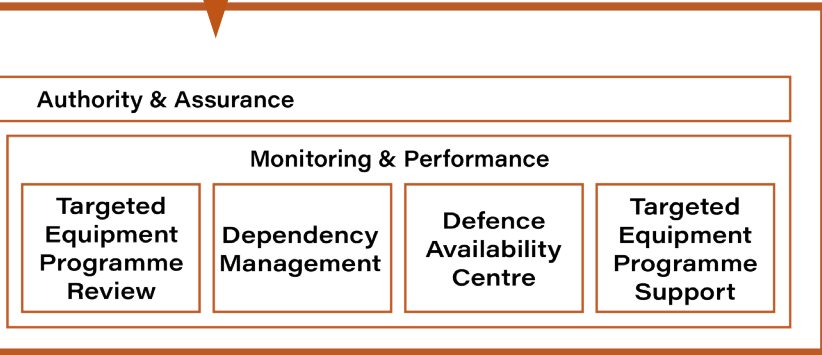 Authority & Assurance
Monitoring & Performance
Targeted
Equipment
Programme
Review
Dependency
Management
Defence
Availability
Centre
Targeted
Equipment
Programme
Support